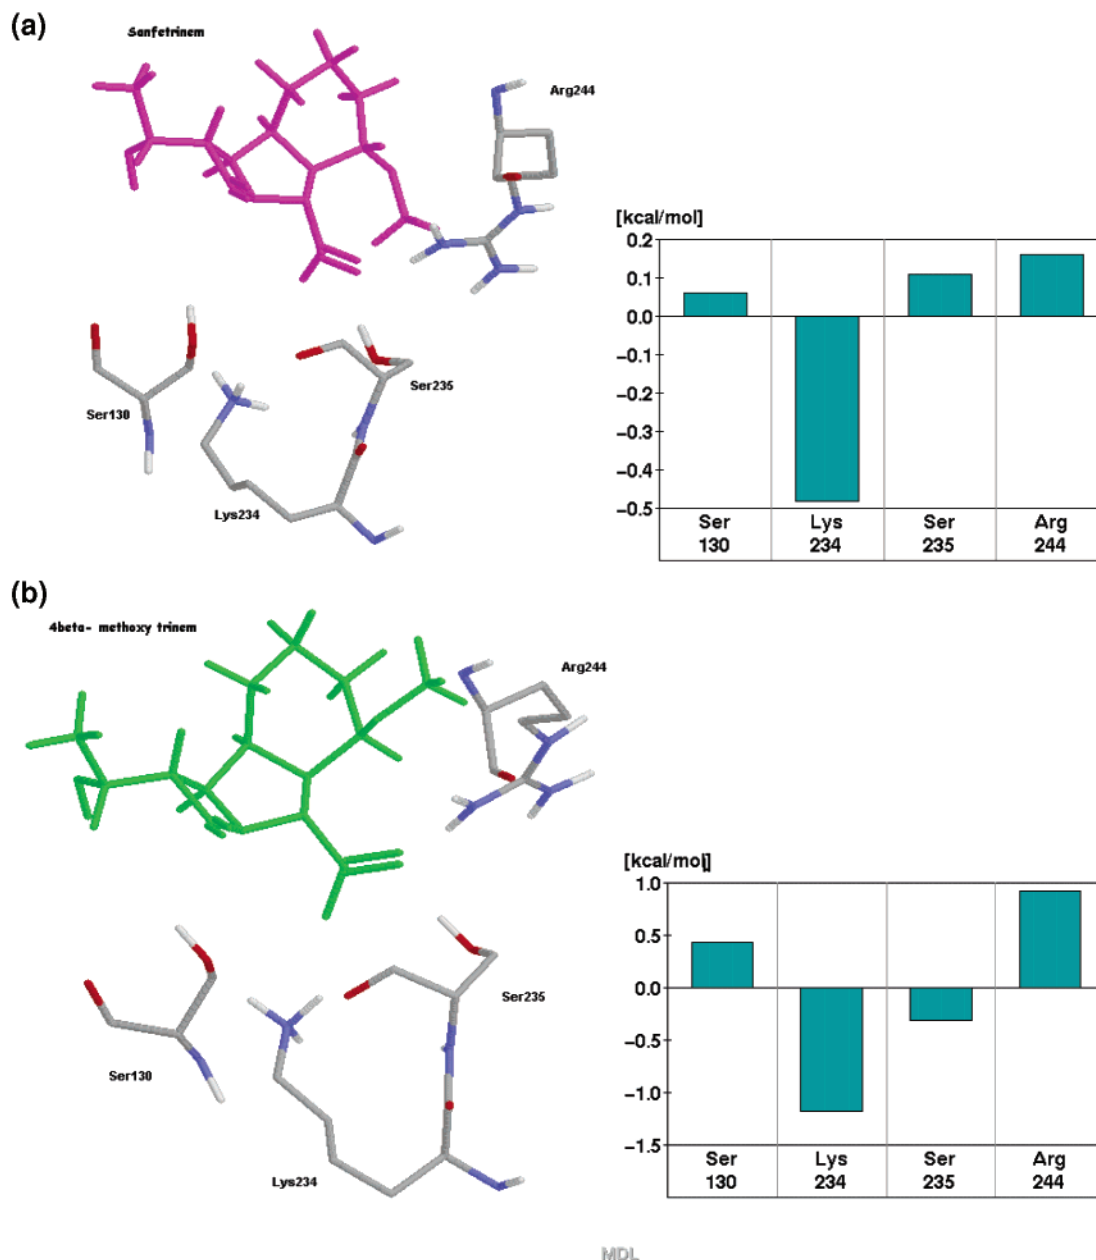 (a)
Sanfetrinem
Arg244
Ser130
Lys234
Ser235
[kcal/mol]
0.2
0.1
0.0
−0.1
−0.2
−0.3
−0.4
−0.5
Ser Lys Ser Arg
130 234 235 244
(b)
4beta- methoxy trinem
Arg244
Ser235
Ser130
Lys234
[kcal/mol]
1.0
0.5
0.0
−0.5
−1.0
−1.5
Ser Lys Ser Arg
130 234 235 244
MDL